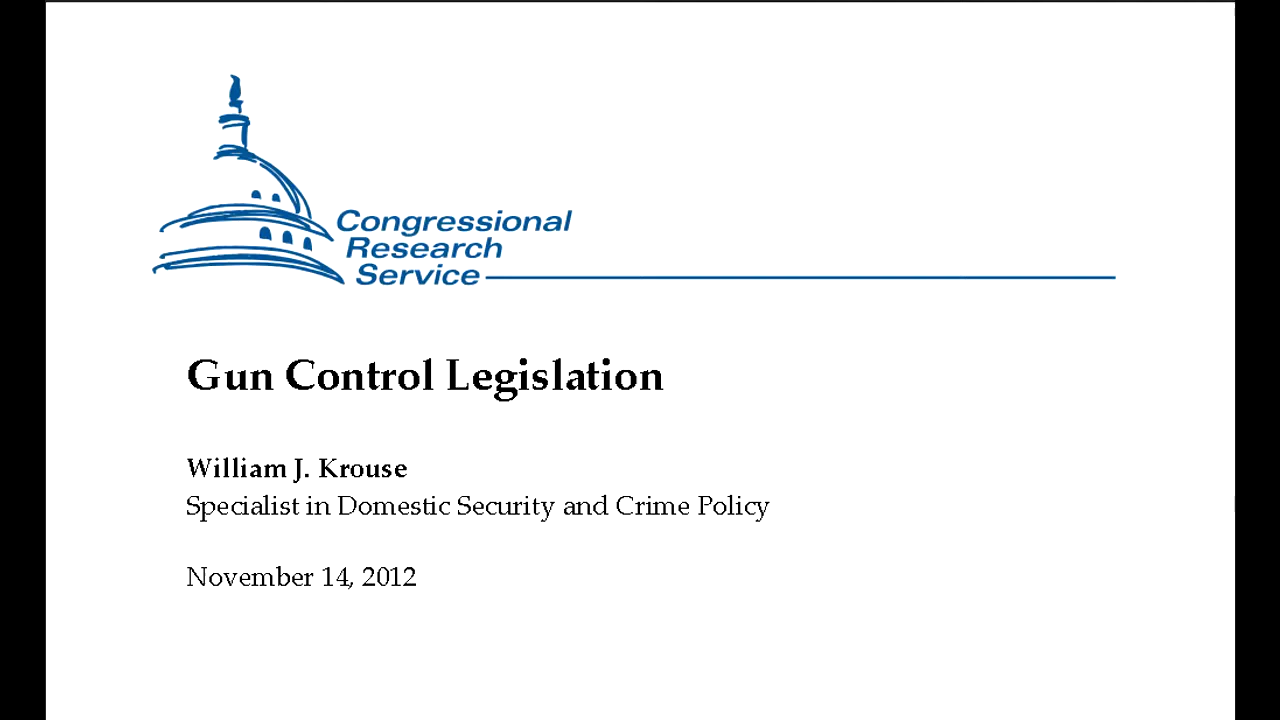 Congressional
Research
Service
Gun Control Legislation
William J. Krouse
Specialist in Domestic Security and Crime Policy
November 14, 2012